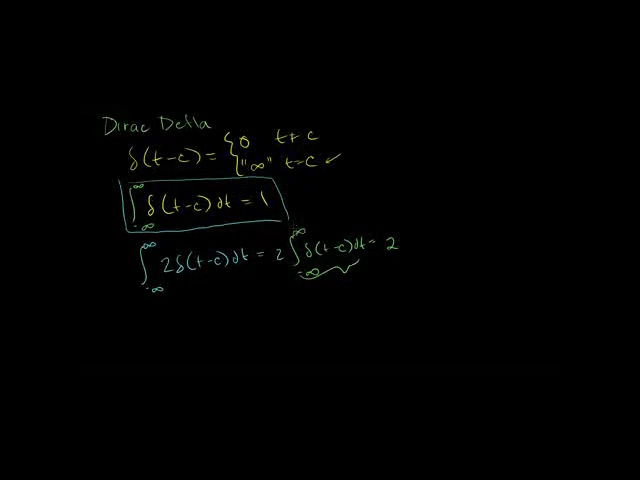 Dirac Delta
δ(t-c) = { 0 t≠c
{ "∞" t=c ✓
∫_{-∞}^{∞} δ(t-c) dt = 1
∫_{-∞}^{∞} 2δ(t-c) dt = 2 ∫_{-∞}^{∞} δ(t-c) dt = 2